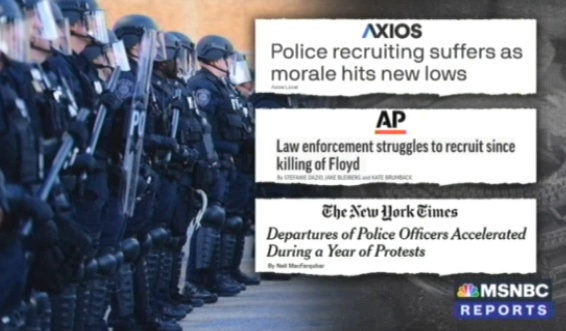 AXIOS
Police recruiting suffers as
morale hits new lows
AP
Law enforcement struggles to recruit since
killing of Floyd
By STEFANIE DAZIO, JAKE BLEIBERG and KATE BRUMBACK
The New York Times
Departures of Police Officers Accelerated
During a Year of Protests
By Neil MacFarquhar
MSNBC
REPORTS